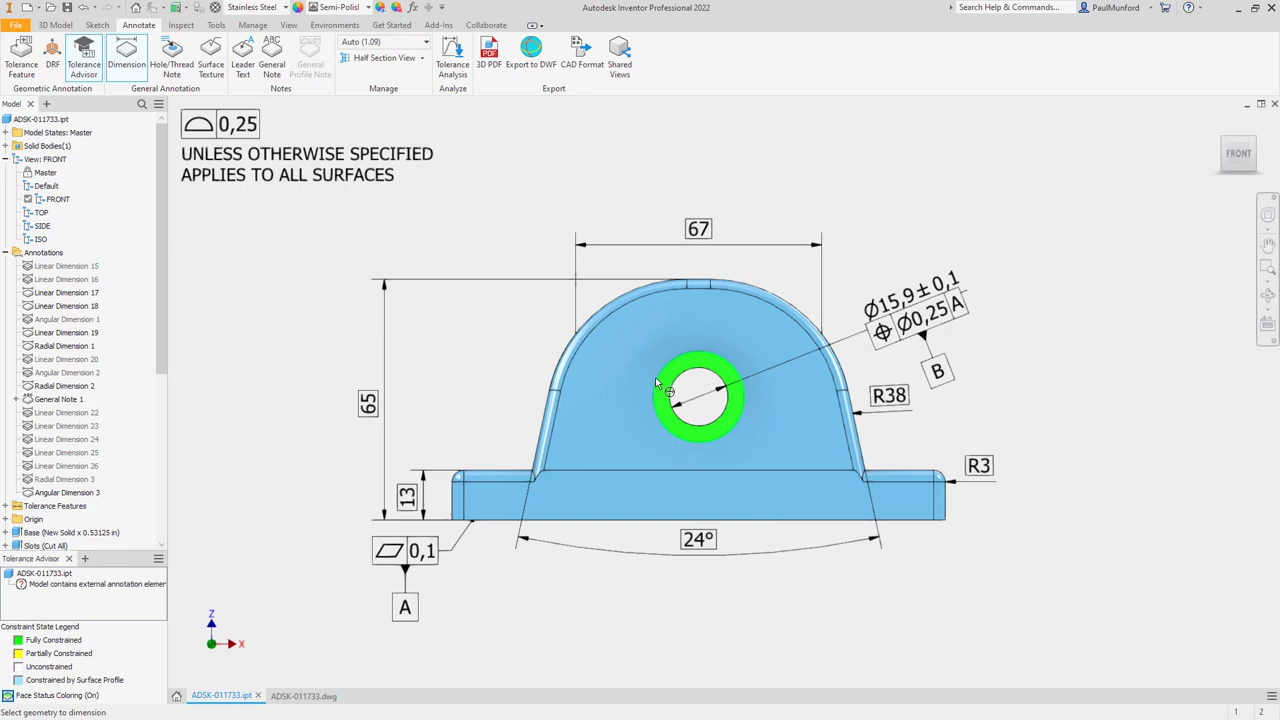 Stainless Steel
Semi-Polis
fx
Autodesk Inventor Professional 2022
Search Help & Commands...
PaulMunford
File
3D Model
Sketch
Annotate
Inspect
Tools
Manage
View
Environments
Get Started
Add-Ins
Collaborate
Tolerance Feature
DRF
Tolerance Advisor
Dimension
Hole/Thread Note
Surface Texture
Leader Text
General Note
General Profile Note
Auto (1.09)
Half Section View
Tolerance Analysis
3D PDF
Export to DWF
CAD Format
Shared Views
Geometric Annotation
General Annotation
Notes
Manage
Analyze
Export
Model
ADSK-011733.ipt
Model States: Master
Solid Bodies(1)
View: FRONT
Master
Default
FRONT
TOP
SIDE
ISO
Annotations
Linear Dimension 15
Linear Dimension 16
Linear Dimension 17
Linear Dimension 18
Angular Dimension 1
Linear Dimension 19
Radial Dimension 1
Linear Dimension 20
Angular Dimension 2
Radial Dimension 2
General Note 1
Linear Dimension 22
Linear Dimension 23
Linear Dimension 24
Linear Dimension 25
Linear Dimension 26
Radial Dimension 3
Angular Dimension 3
Tolerance Features
Origin
Base (New Solid x 0.53125 in)
Slots (Cut All)
Tolerance Advisor
ADSK-011733.ipt
Model contains external annotation elemen
Constraint State Legend
Fully Constrained
Partially Constrained
Unconstrained
Constrained by Surface Profile
Face Status Coloring (On)
0,25
UNLESS OTHERWISE SPECIFIED
APPLIES TO ALL SURFACES
FRONT
67
Ø15,9± 0,1
Ø0,25 A
B
65
R38
R3
13
24°
0,1
A
Z
X
ADSK-011733.ipt
ADSK-011733.dwg
Select geometry to dimension
1
2